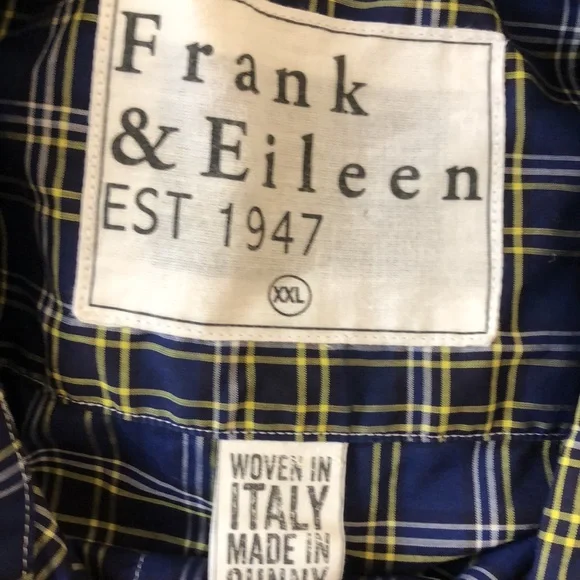 Frank
& Eileen
EST 1947
XXL
WOVEN IN
ITALY
MADE IN